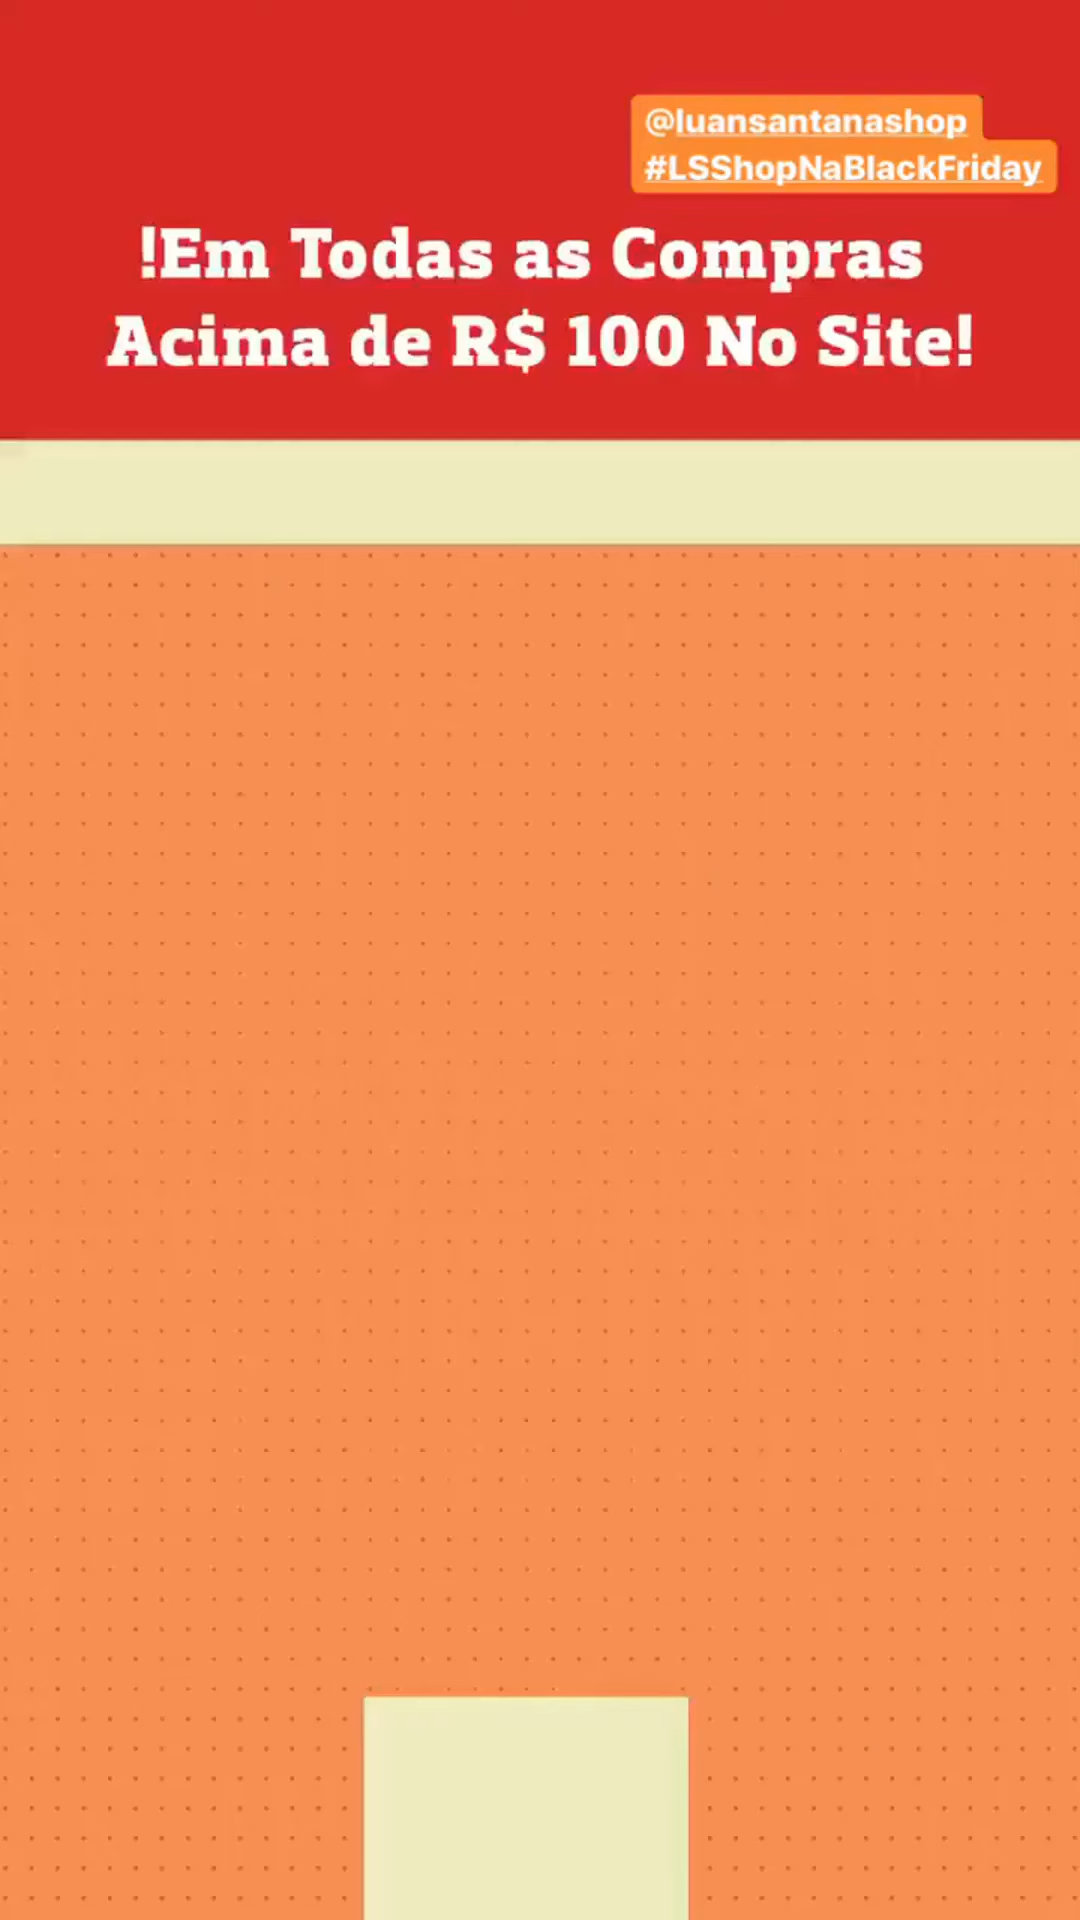 @luansantanashop
#LSShopNaBlackFriday
!Em Todas as Compras
Acima de R$ 100 No Site!